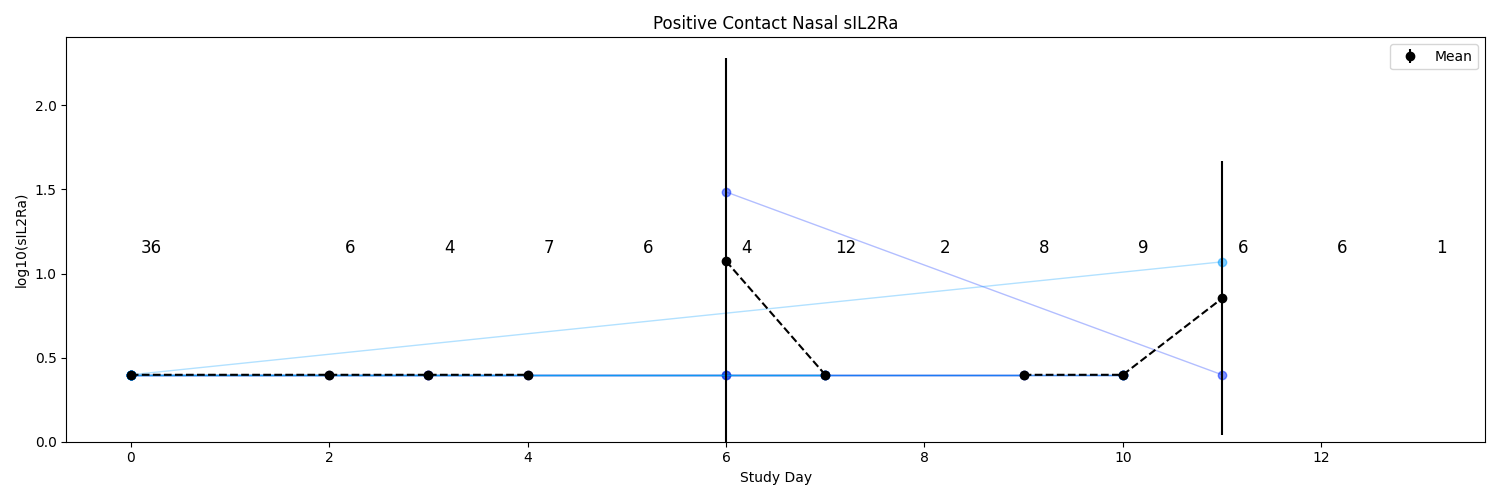 Positive Contact Nasal sIL2Ra
Mean
log10(sIL2Ra)
2.0
1.5
1.0
0.5
0.0
36 6 4 7 6 4 12 2 8 9 6 6 1
0 2 4 6 8 10 12
Study Day